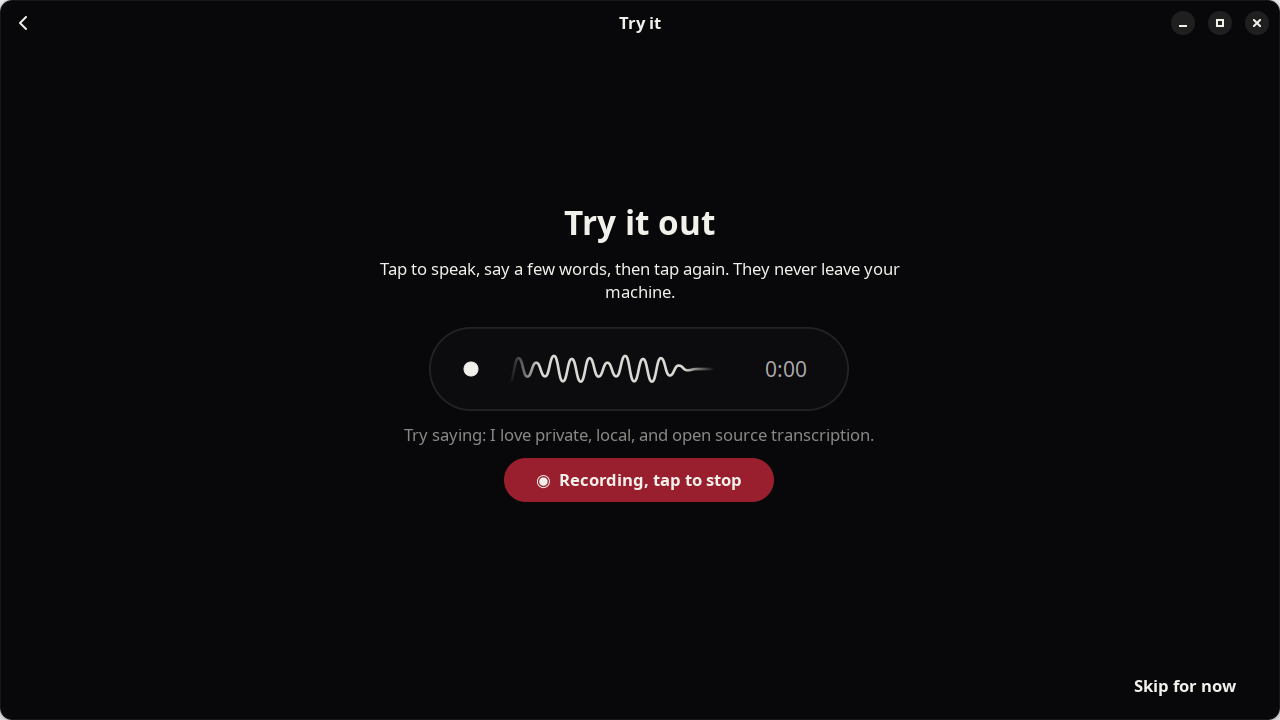 Try it
Try it out
Tap to speak, say a few words, then tap again. They never leave your
machine.
0:00
Try saying: I love private, local, and open source transcription.
◉ Recording, tap to stop
Skip for now